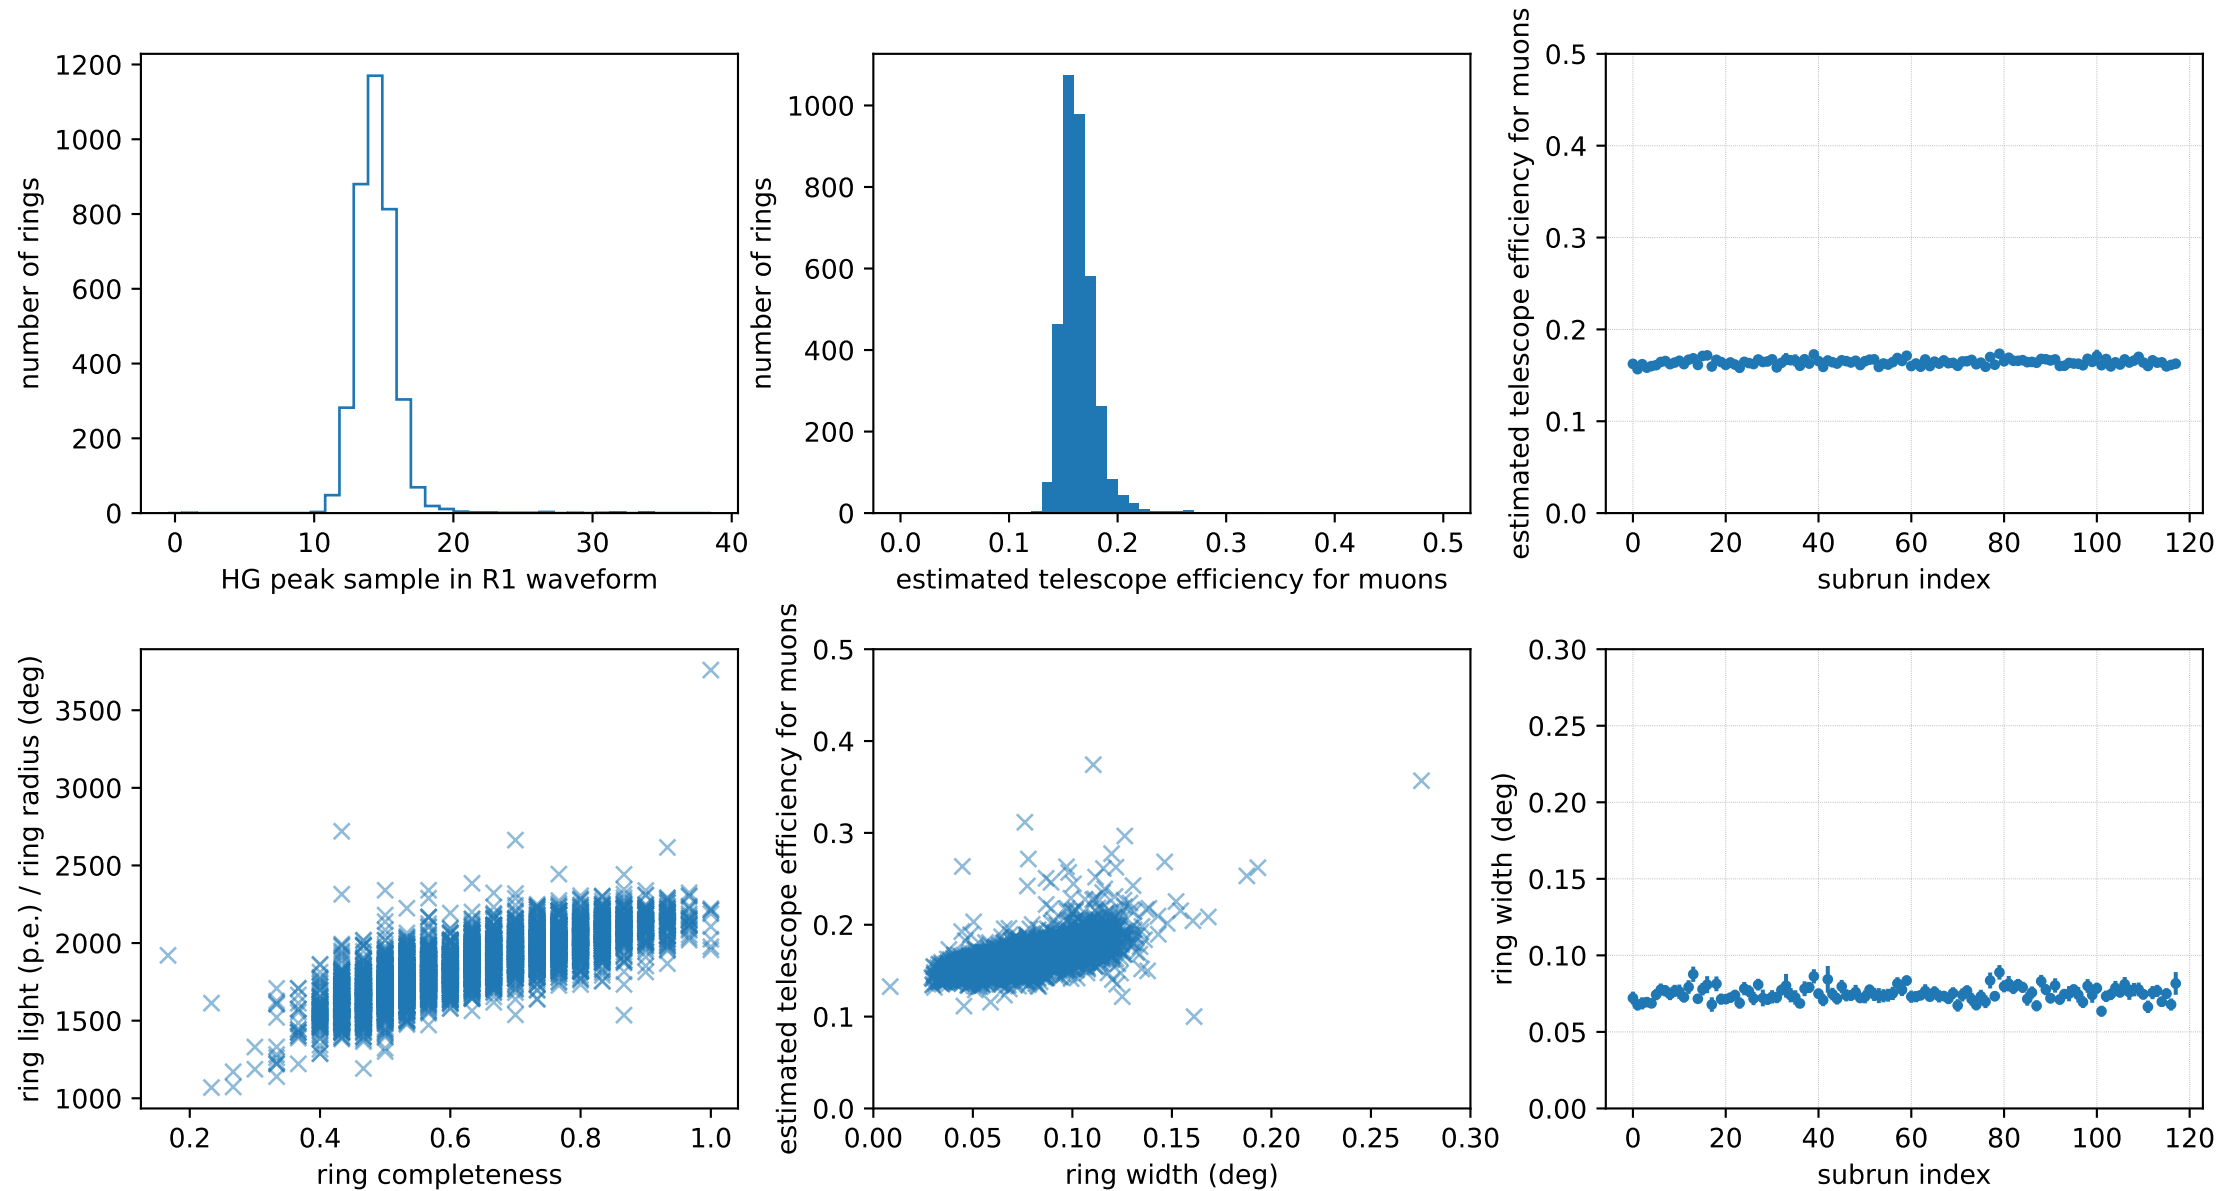 number of rings
1200
1000
800
600
400
200
0
0 10 20 30 40
HG peak sample in R1 waveform
number of rings
1000
800
600
400
200
0
0.0 0.1 0.2 0.3 0.4 0.5
estimated telescope efficiency for muons
estimated telescope efficiency for muons
0.5
0.4
0.3
0.2
0.1
0.0
0 20 40 60 80 100 120
subrun index
ring light (p.e.) / ring radius (deg)
3500
3000
2500
2000
1500
1000
0.2 0.4 0.6 0.8 1.0
ring completeness
estimated telescope efficiency for muons
0.5
0.4
0.3
0.2
0.1
0.0
0.00 0.05 0.10 0.15 0.20 0.25 0.30
ring width (deg)
ring width (deg)
0.30
0.25
0.20
0.15
0.10
0.05
0.00
0 20 40 60 80 100 120
subrun index